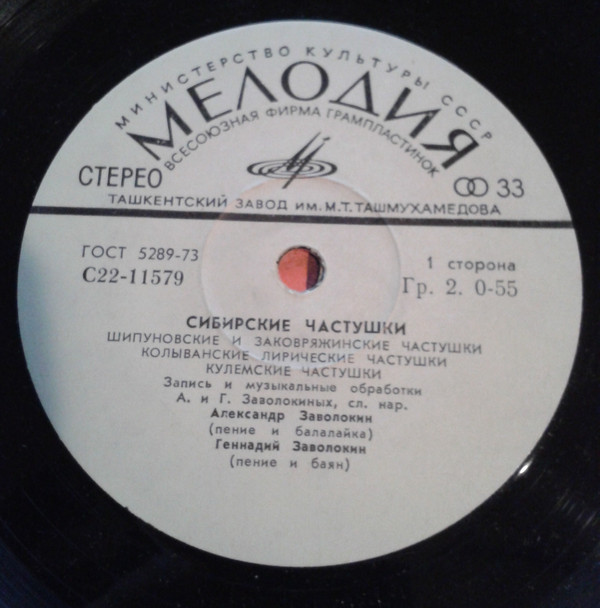 МИНИСТЕРСТВО КУЛЬТУРЫ СССР
МЕЛОДИЯ
ВСЕСОЮЗНАЯ ФИРМА ГРАМПЛАСТИНОК
СТЕРЕО
33
ТАШКЕНТСКИЙ ЗАВОД ИМ. М.Т. ТАШМУХАМЕДОВА
ГОСТ 5289-73
С22-11579
1 сторона
Гр. 2. 0-55
СИБИРСКИЕ ЧАСТУШКИ
ШИПУНОВСКИЕ И ЗАКОВРЯЖИНСКИЕ ЧАСТУШКИ
КОЛЫВАНСКИЕ ЛИРИЧЕСКИЕ ЧАСТУШКИ
КУЛЕМСКИЕ ЧАСТУШКИ
Запись и музыкальные обработки
А. и Г. Заволокиных, сл. нар.
Александр Заволокин
(пение и балалайка)
Геннадий Заволокин
(пение и баян)